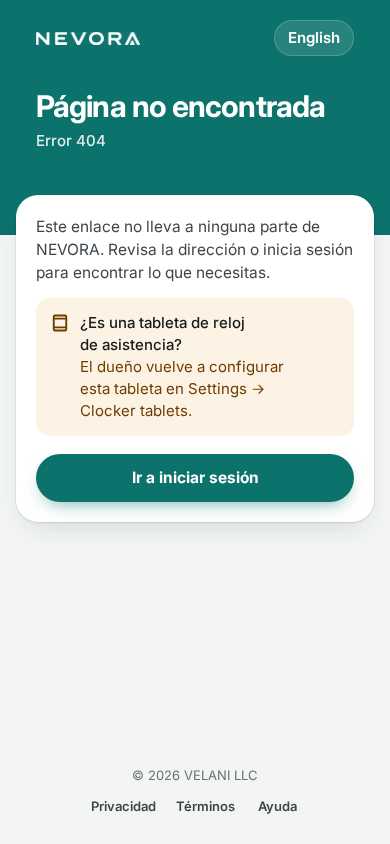 NEVORA
English
Página no encontrada
Error 404
Este enlace no lleva a ninguna parte de
NEVORA. Revisa la dirección o inicia sesión
para encontrar lo que necesitas.
¿Es una tableta de reloj
de asistencia?
El dueño vuelve a configurar
esta tableta en Settings →
Clocker tablets.
Ir a iniciar sesión
© 2026 VELANI LLC
Privacidad Términos Ayuda